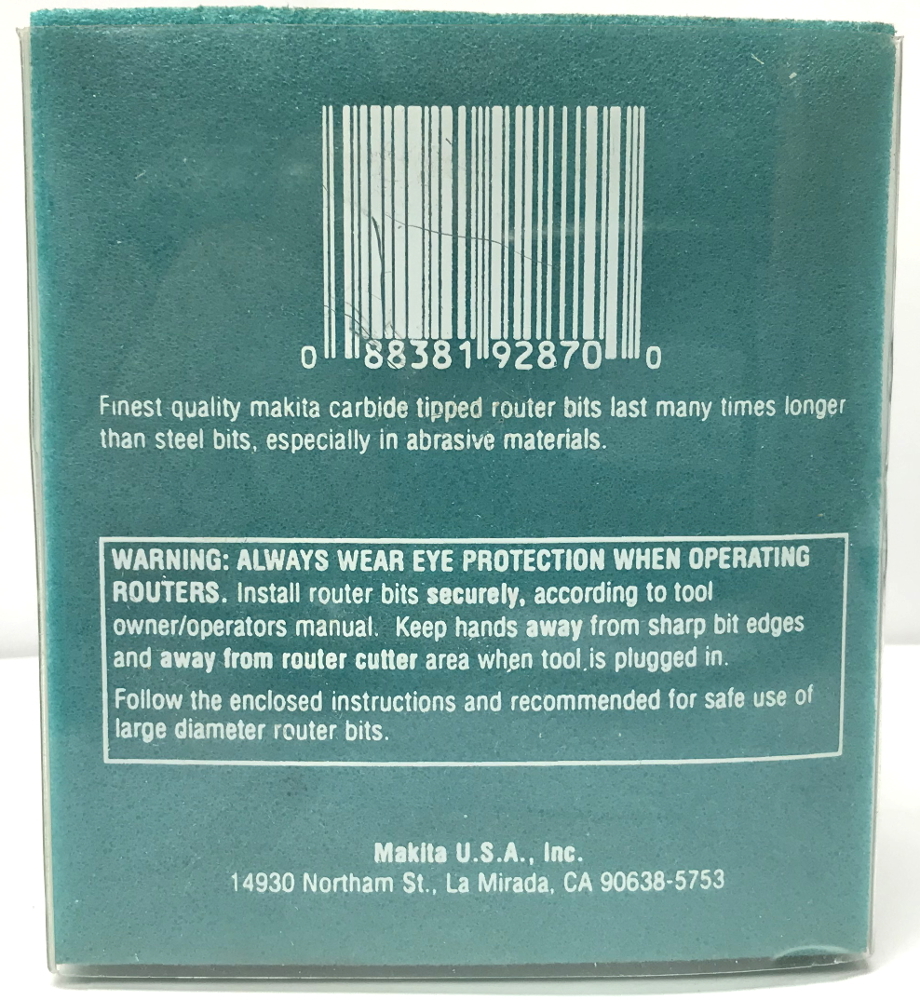 0 88381 92870 0
Finest quality makita carbide tipped router bits last many times longer
than steel bits, especially in abrasive materials.
WARNING: ALWAYS WEAR EYE PROTECTION WHEN OPERATING
ROUTERS. Install router bits securely, according to tool
owner/operators manual. Keep hands away from sharp bit edges
and away from router cutter area when tool is plugged in.
Follow the enclosed instructions and recommended for safe use of
large diameter router bits.
Makita U.S.A., Inc.
14930 Northam St., La Mirada, CA 90638-5753